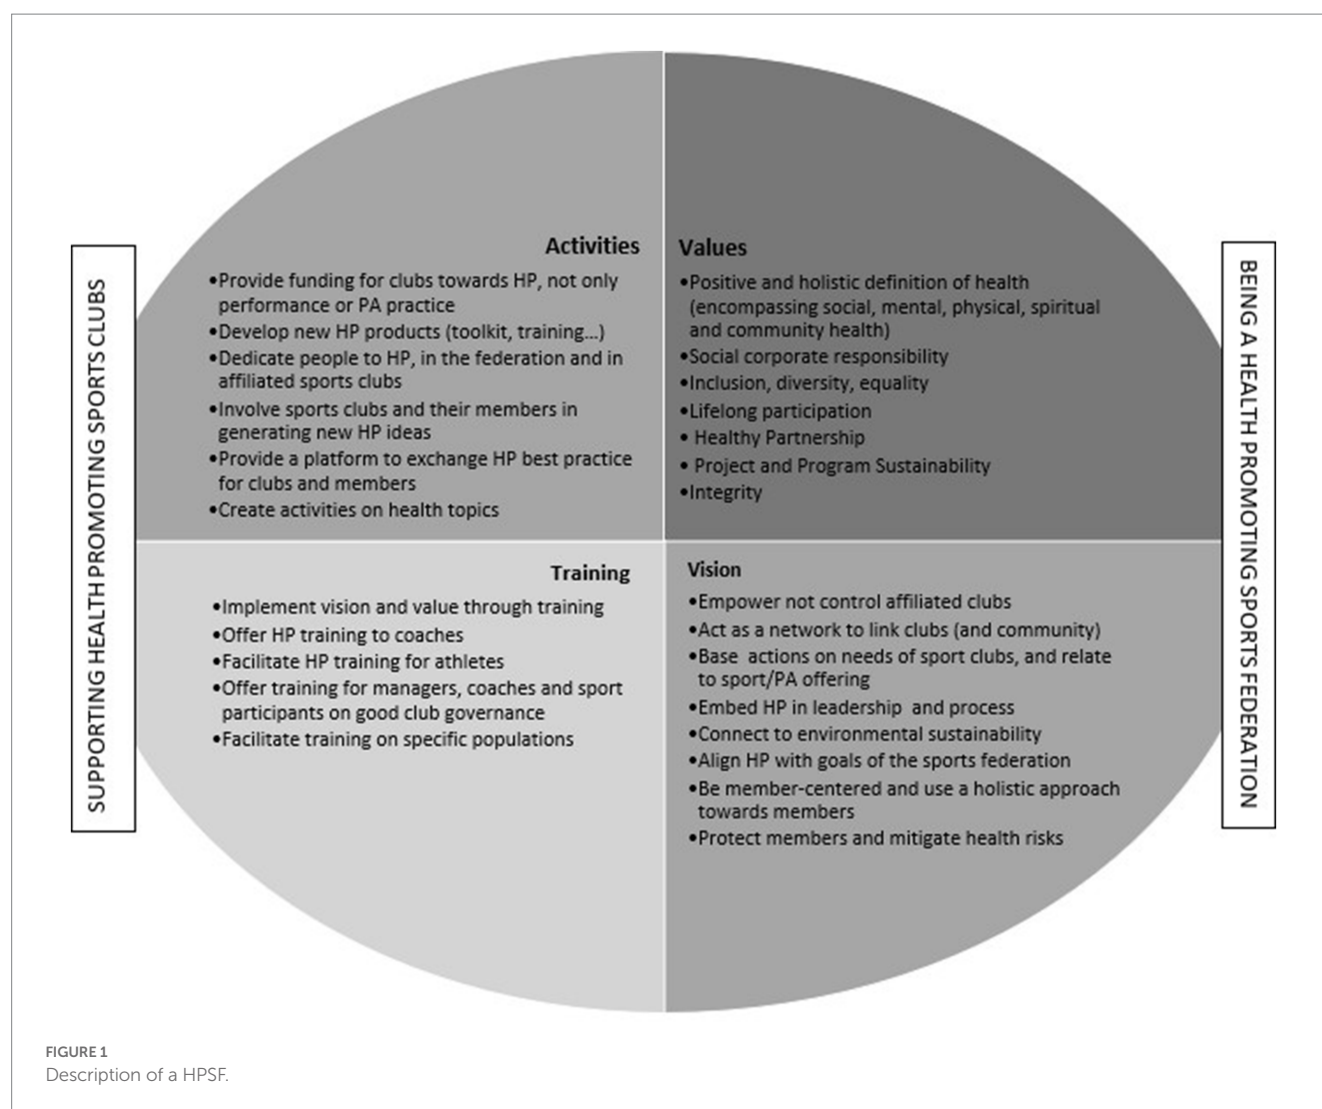 SUPPORTING HEALTH PROMOTING SPORTS CLUBS
Activities
•Provide funding for clubs towards HP, not only
performance or PA practice
•Develop new HP products (toolkit, training...)
•Dedicate people to HP, in the federation and in
affiliated sports clubs
•Involve sports clubs and their members in
generating new HP ideas
•Provide a platform to exchange HP best practice
for clubs and members
•Create activities on health topics
Values
•Positive and holistic definition of health
(encompassing social, mental, physical, spiritual
and community health)
•Social corporate responsibility
•Inclusion, diversity, equality
•Lifelong participation
• Healthy Partnership
• Project and Program Sustainability
•Integrity
Training
•Implement vision and value through training
•Offer HP training to coaches
•Facilitate HP training for athletes
•Offer training for managers, coaches and sport
participants on good club governance
•Facilitate training on specific populations
Vision
•Empower not control affiliated clubs
•Act as a network to link clubs (and community)
•Base actions on needs of sport clubs, and relate
to sport/PA offering
•Embed HP in leadership and process
•Connect to environmental sustainability
•Align HP with goals of the sports federation
•Be member-centered and use a holistic approach
towards members
•Protect members and mitigate health risks
BEING A HEALTH PROMOTING SPORTS FEDERATION
FIGURE 1
Description of a HPSF.